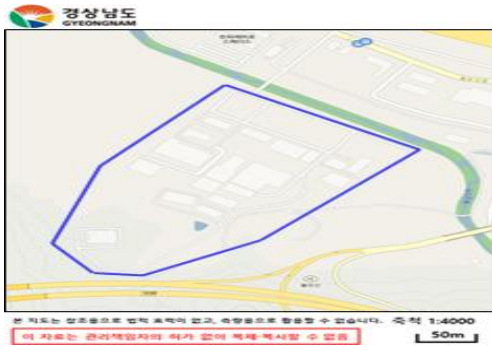 경상남도
GYEONGNAM
본 지도는 참조용으로 법적 효력이 없고, 측량용으로 활용할 수 없습니다. 축척 1:4000
이 자료는 관리책임자의 허가 없이 복제·복사할 수 없음
50m